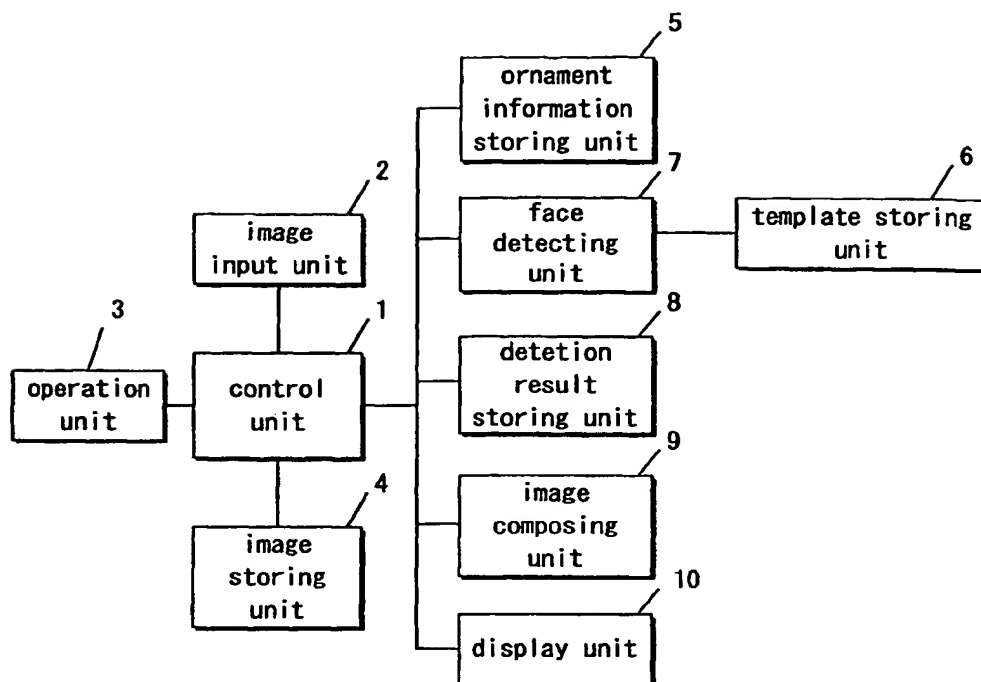 5
ornament
information
storing unit
2
7
6
image
input unit
face
detecting
unit
template storing
unit
3
1
8
operation
unit
control
unit
detetion
result
storing unit
4
9
image
storing
unit
image
composing
unit
10
display unit